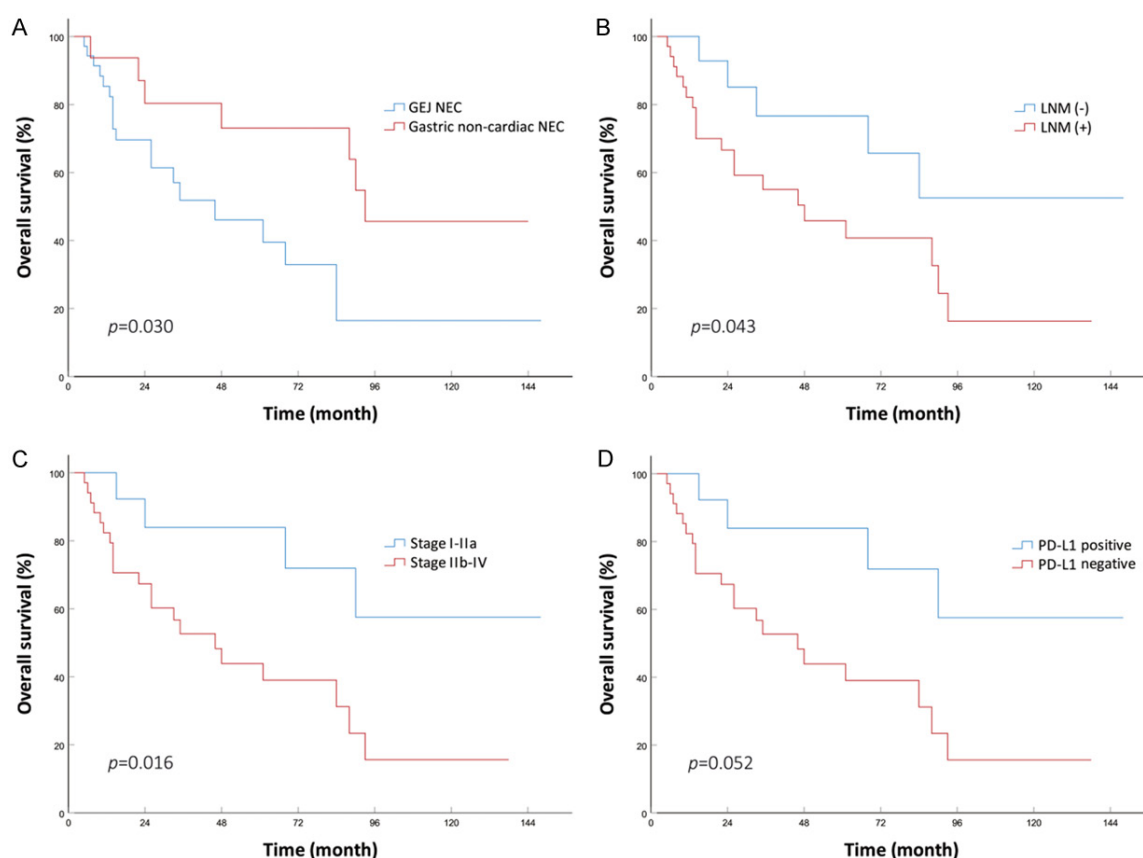 A
Overall survival (%)
100
80
60
40
20
0
GEJ NEC
Gastric non-cardiac NEC
p=0.030
0 24 48 72 96 120 144
Time (month)
B
Overall survival (%)
100
80
60
40
20
0
LNM (-)
LNM (+)
p=0.043
0 24 48 72 96 120 144
Time (month)
C
Overall survival (%)
100
80
60
40
20
0
Stage I-IIa
Stage IIb-IV
p=0.016
0 24 48 72 96 120 144
Time (month)
D
Overall survival (%)
100
80
60
40
20
0
PD-L1 positive
PD-L1 negative
p=0.052
0 24 48 72 96 120 144
Time (month)